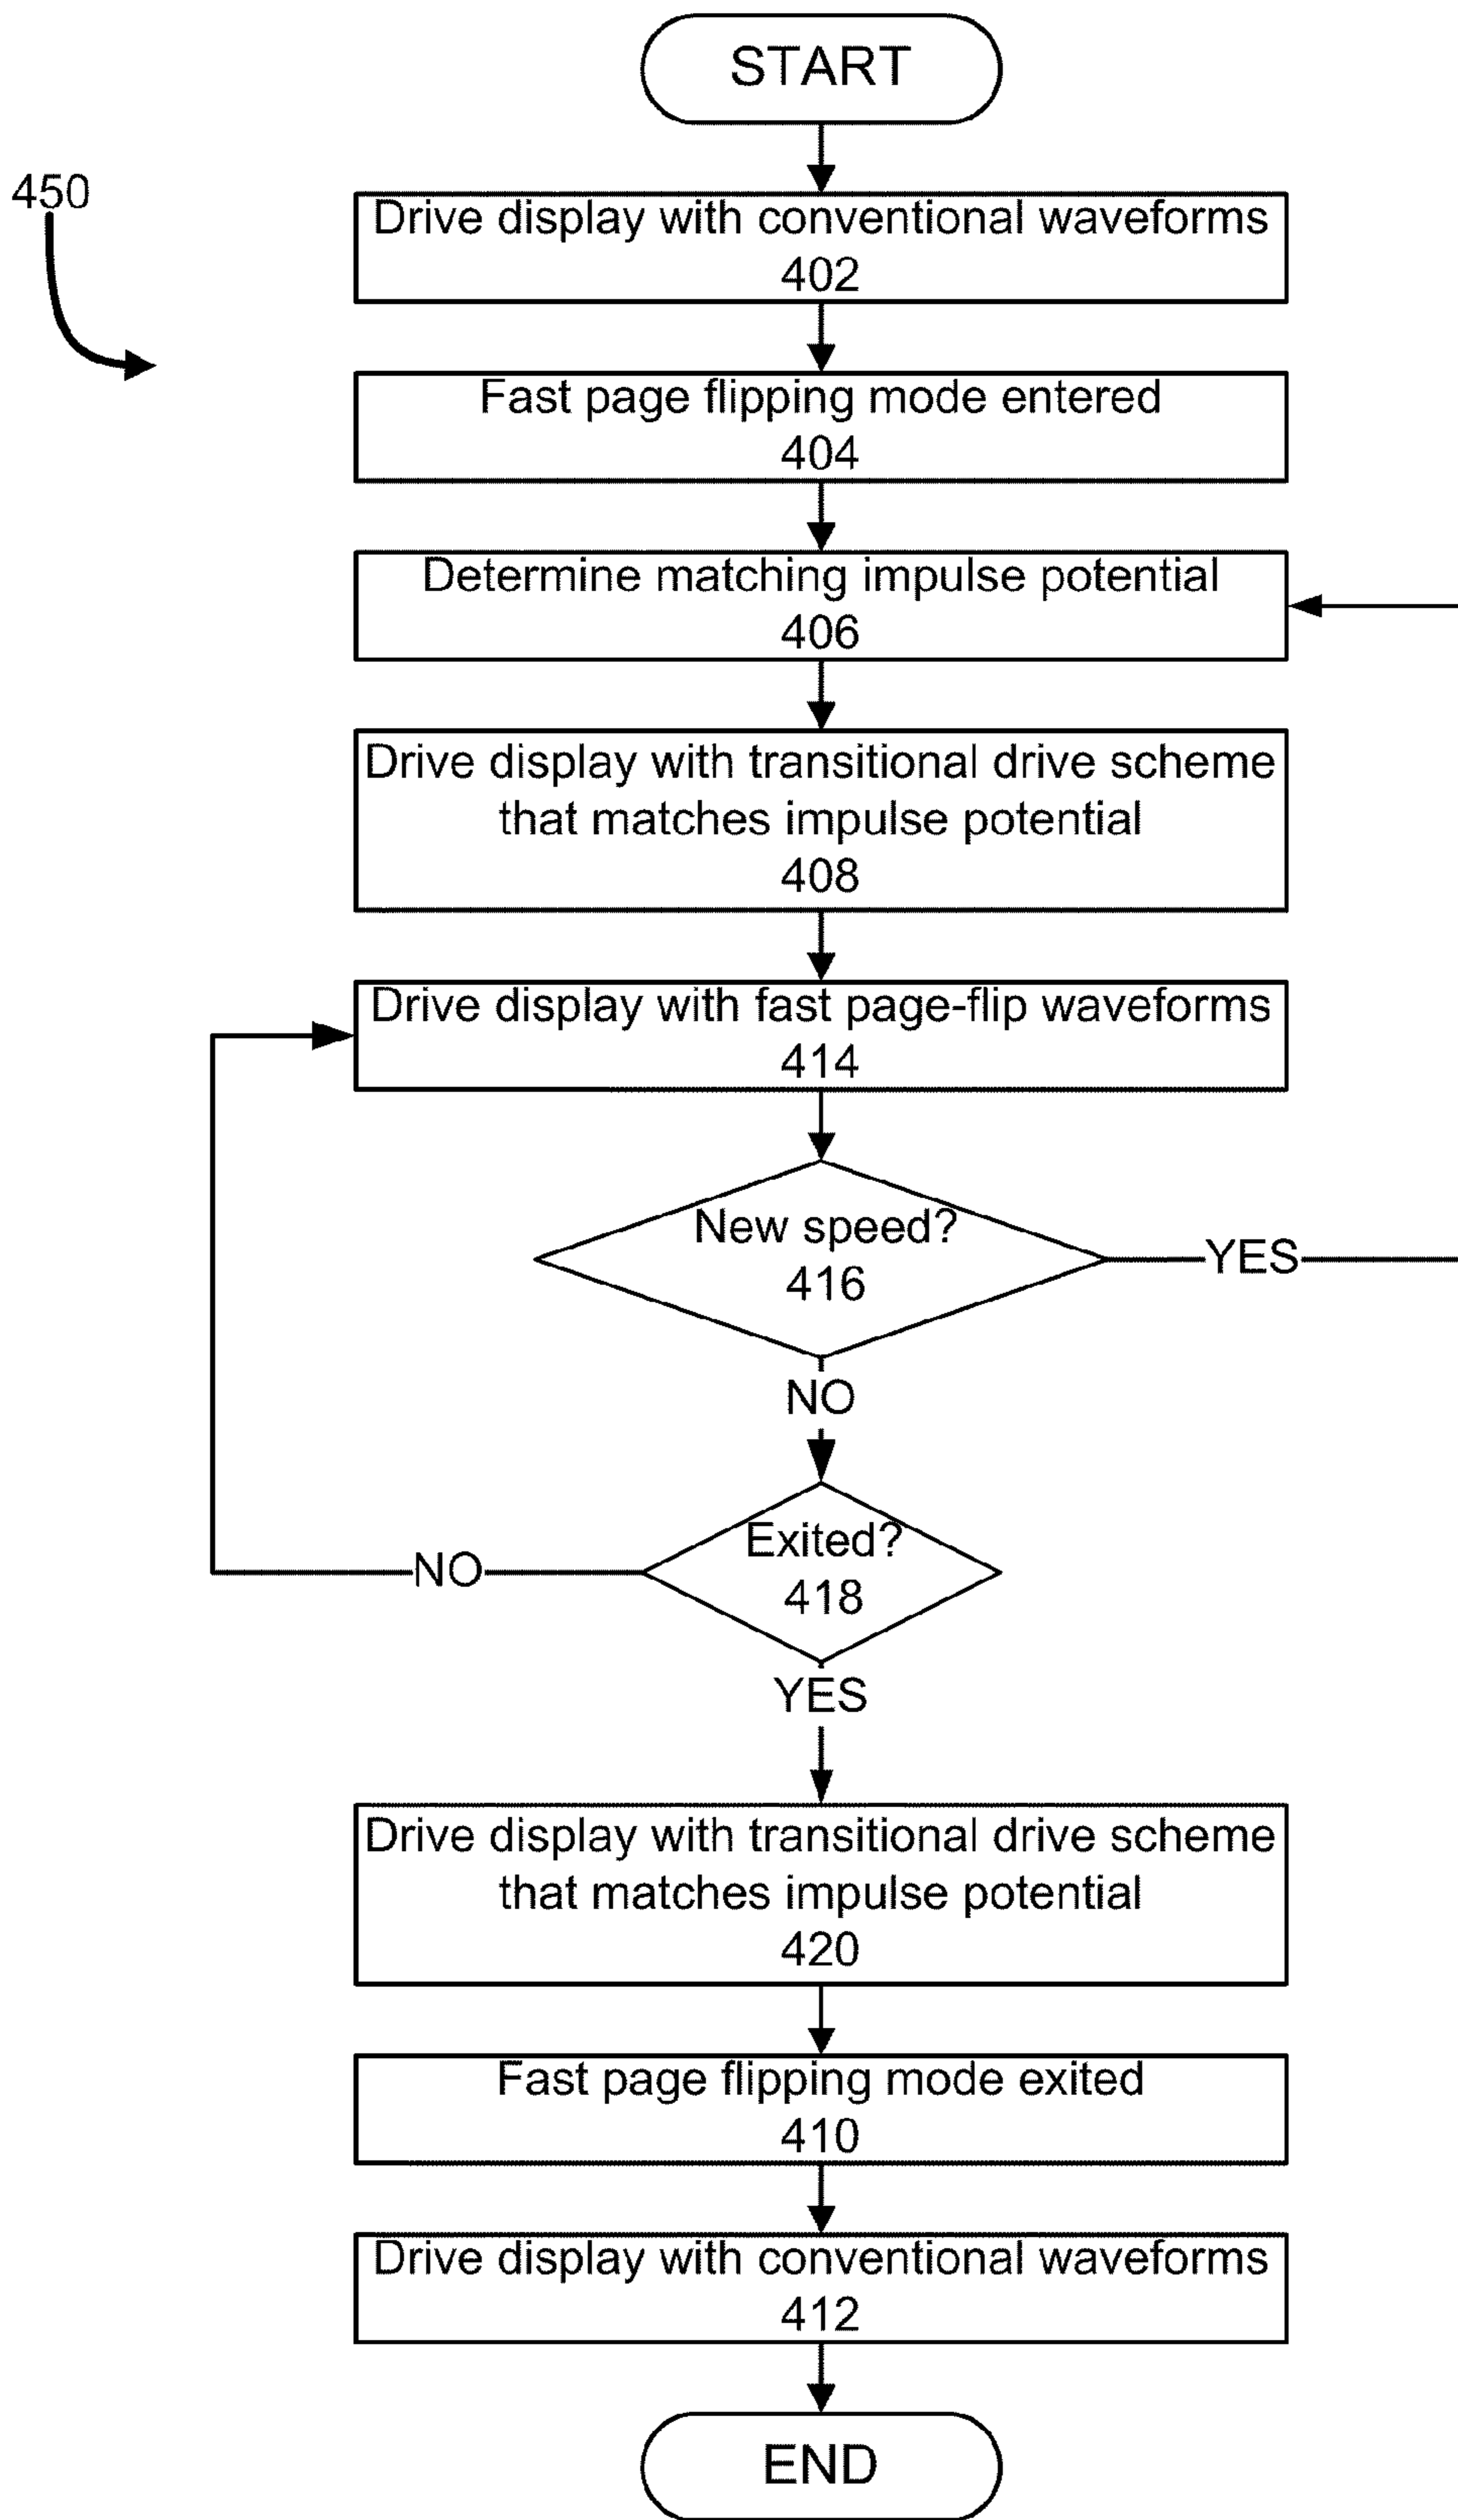 START
450
Drive display with conventional waveforms
402
Fast page flipping mode entered
404
Determine matching impulse potential
406
Drive display with transitional drive scheme
that matches impulse potential
408
Drive display with fast page-flip waveforms
414
New speed?
416
YES
NO
Exited?
418
NO
YES
Drive display with transitional drive scheme
that matches impulse potential
420
Fast page flipping mode exited
410
Drive display with conventional waveforms
412
END